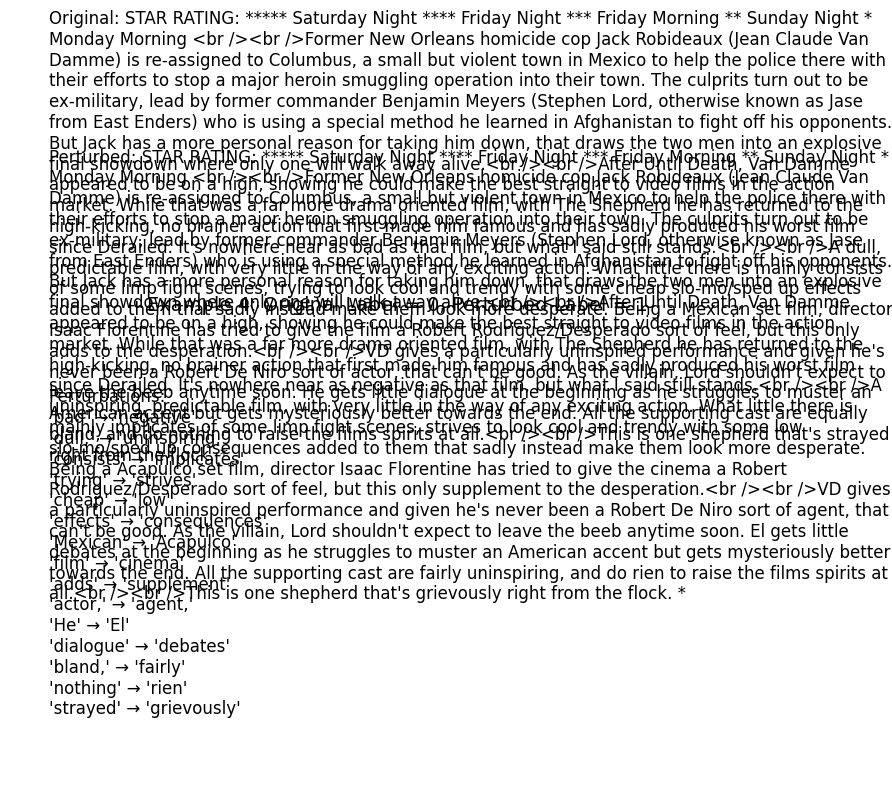 Original: STAR RATING: ***** Saturday Night **** Friday Night *** Friday Morning ** Sunday Night *
Monday Morning <br /><br />Former New Orleans homicide cop Jack Robideaux (Jean Claude Van
Damme) is re-assigned to Columbus, a small but violent town in Mexico to help the police there with
their efforts to stop a major heroin smuggling operation into their town. The culprits turn out to be
ex-military, lead by former commander Benjamin Meyers (Stephen Lord, otherwise known as Jase
from East Enders) who is using a special method he learned in Afghanistan to fight off his opponents.
But Jack has a more personal reason for taking him down, that draws the two men into an explosive
final showdown where only one will walk away alive.<br /><br />After Until Death, Van Damme
appeared to be on a high, showing he could make the best straight to video films in the action
market. While that was a far more drama oriented film, with The Shepherd he has returned to the
high-kicking, no brainer action that first made him famous and has sadly produced his worst film
since Derailed. It's nowhere near as bad as that film, but what I said still stands.<br /><br />A dull,
predictable film, with very little in the way of any exciting action. What little there is mainly consists
of some limp fight scenes, trying to look cool and trendy with some cheap slo-mo/sped up effects
added to them that sadly instead make them look more desperate. Being a Mexican set film, director
Isaac Florentine has tried to give the film a Robert Rodriguez/Desperado sort of feel, but this only
adds to the desperation.<br /><br />VD gives a particularly uninspired performance and given he's
never been a Robert De Niro sort of actor, that can't be good. As the villain, Lord shouldn't expect to
leave the beeb anytime soon. He gets little dialogue at the beginning as he struggles to muster an
American accent but gets mysteriously better towards the end. All the supporting cast are equally
bland, and do nothing to raise the films spirits at all.<br /><br />This is one shepherd that's strayed
right from the flock. *
Perturbed: STAR RATING: ***** Saturday Night **** Friday Night *** Friday Morning ** Sunday Night *
Monday Morning <br /><br />Former New Orleans homicide cop Jack Robideaux (Jean Claude Van
Damme) is re-assigned to Columbus, a small but violent town in Mexico to help the police there with
their efforts to stop a major heroin smuggling operation into their town. The culprits turn out to be
ex-military, lead by former commander Benjamin Meyers (Stephen Lord, otherwise known as Jase
from East Enders) who is using a special method he learned in Afghanistan to fight off his opponents.
But Jack has a more personal reason for taking him down, that draws the two men into an explosive
final showdown where only one will walk away alive.<br /><br />After Until Death, Van Damme
appeared to be on a high, showing he could make the best straight to video films in the action
market. While that was a far more drama oriented film, with The Shepherd he has returned to the
high-kicking, no brainer action that first made him famous and has sadly produced his worst film
since Derailed. It's nowhere near as negative as that film, but what I said still stands.<br /><br />A
uninspiring, predictable film, with very little in the way of any exciting action. What little there is
mainly implicates of some limp fight scenes, strives to look cool and trendy with some low
slo-mo/sped up consequences added to them that sadly instead make them look more desperate.
Being a Acapulco set film, director Isaac Florentine has tried to give the cinema a Robert
Rodriguez/Desperado sort of feel, but this only supplement to the desperation.<br /><br />VD gives
a particularly uninspired performance and given he's never been a Robert De Niro sort of agent, that
can't be good. As the villain, Lord shouldn't expect to leave the beeb anytime soon. El gets little
debates at the beginning as he struggles to muster an American accent but gets mysteriously better
towards the end. All the supporting cast are fairly uninspiring, and do rien to raise the films spirits at
all.<br /><br />This is one shepherd that's grievously right from the flock. *
Example 4: Original Label = 0, Perturbed Label = 1
Perturbations:
'bad' → 'negative'
'dull,' → 'uninspiring,'
'consists' → 'implicates'
'trying' → 'strives'
'cheap' → 'low'
'effects' → 'consequences'
'Mexican' → 'Acapulco'
'film' → 'cinema'
'adds' → 'supplement'
'actor,' → 'agent,'
'He' → 'El'
'dialogue' → 'debates'
'bland,' → 'fairly'
'nothing' → 'rien'
'strayed' → 'grievously'